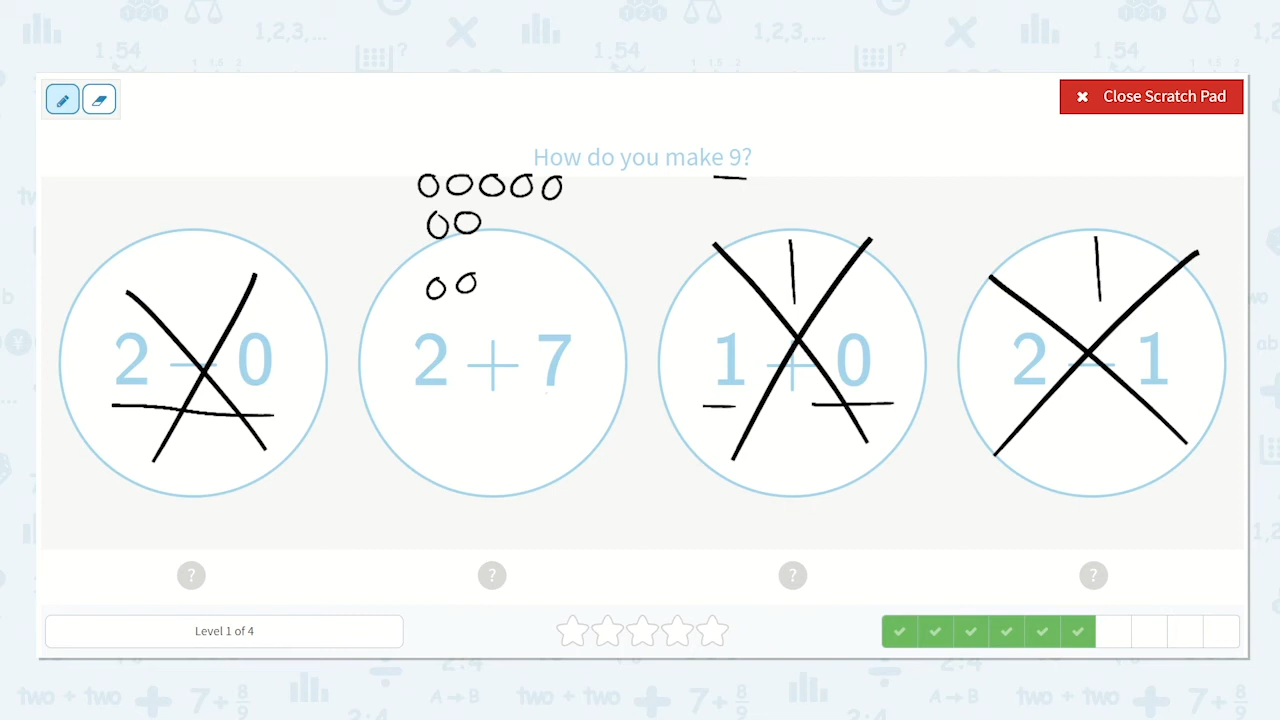 Close Scratch Pad
How do you make 9?
2 - 0
2 + 7
1 + 0
2 - 1
? ? ? ?
Level 1 of 4